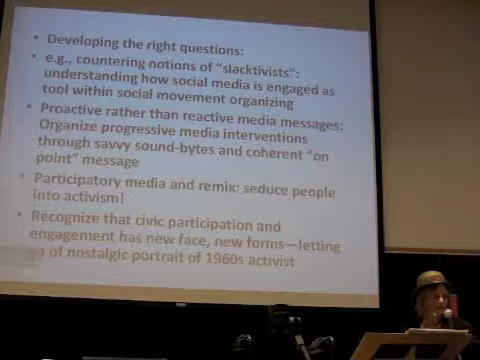 • Developing the right questions:
• e.g., countering notions of "slacktivists":
understanding how social media is engaged as
tool within social movement organizing
• Proactive rather than reactive media messages:
Organize progressive media interventions
through savvy sound-bytes and coherent "on
point" message
• Participatory media and remix: seduce people
into activism!
• Recognize that civic participation and
engagement has new face, new forms—letting
of nostalgic portrait of 1960s activist